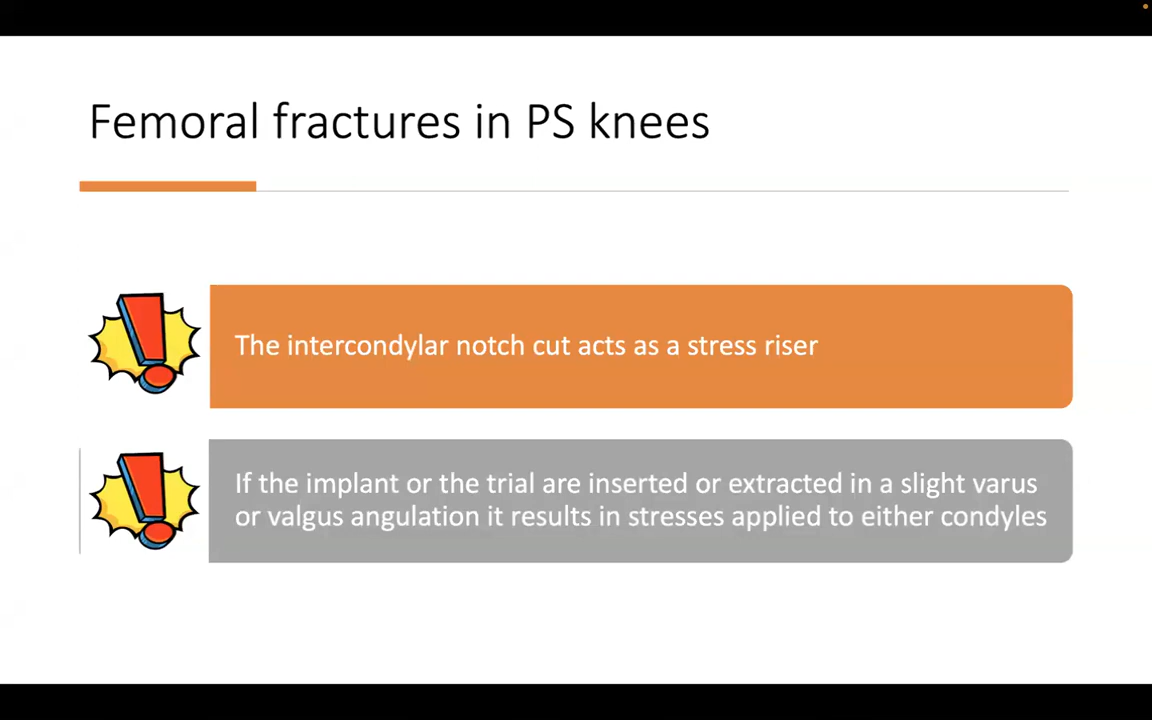 Femoral fractures in PS knees
The intercondylar notch cut acts as a stress riser
If the implant or the trial are inserted or extracted in a slight varus
or valgus angulation it results in stresses applied to either condyles